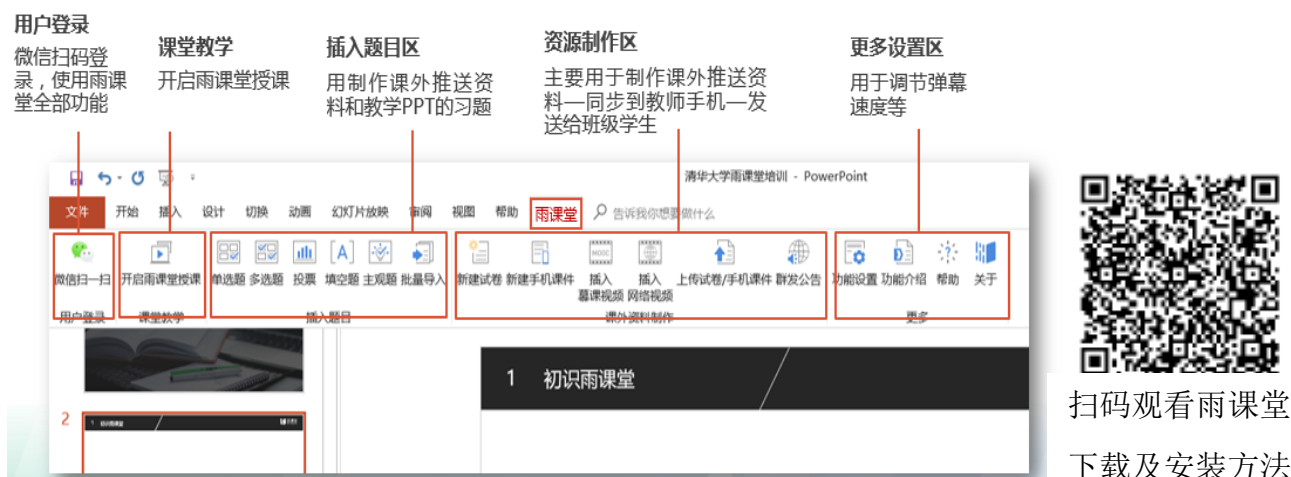 用户登录
微信扫码登
录，使用雨课
堂全部功能
课堂教学
开启雨课堂授课
插入题目区
用制作课外推送资
料和教学PPT的习题
资源制作区
主要用于制作课外推送资
料—同步到教师手机—发
送给班级学生
更多设置区
用于调节弹幕
速度等
清华大学雨课堂培训 - PowerPoint
文件 开始 插入 设计 切换 动画 幻灯片放映 审阅 视图 帮助 雨课堂 告诉我你想要做什么
微信扫一扫 开启雨课堂授课 单选题 多选题 投票 填空题 主观题 批量导入 新建试卷 新建手机课件 插入 插入 上传试卷/手机课件 群发公告 功能设置 功能介绍 帮助 关于
慕课视频 网络视频
用户登录 课堂教学 插入题目 课外资料制作 更多
1 初识雨课堂
2
扫码观看雨课堂
下载及安装方法